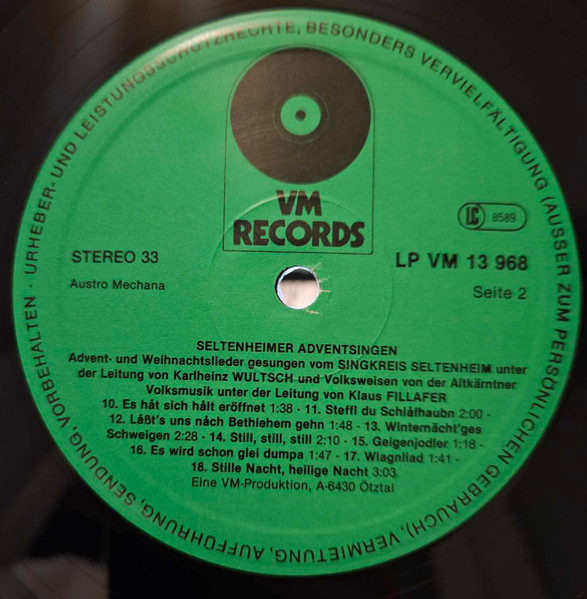 URHEBER- UND LEISTUNGSSCHUTZRECHTE, BESONDERS VERVIELFÄLTIGUNG (AUSSER ZUM PERSÖNLICHEN GEBRAUCH), VERMIETUNG, AUFFÜHRUNG, SENDUNG, VORBEHALTEN ·
VM
RECORDS
LC 8589
STEREO 33
LP VM 13 968
Austro Mechana
Seite 2
SELTENHEIMER ADVENTSINGEN
Advent- und Weihnachtslieder gesungen vom SINGKREIS SELTENHEIM unter
der Leitung von Karlheinz WULTSCH und Volksweisen von der Altkärntner
Volksmusik unter der Leitung von Klaus FILLAFER
10. Es håt sich hålt eröffnet 1:38 - 11. Steffl du Schlåfhaubn 2:00 -
12. Låßt's uns nåch Bethlehem gehn 1:48 - 13. Winternåcht'ges
Schweigen 2:28 - 14. Still, still, still 2:10 - 15. Geigenjodler 1:18 -
16. Es wird schon glei dumpa 1:47 - 17. Wiagnliad 1:41 -
18. Stille Nacht, heilige Nacht 3:03
Eine VM-Produktion, A-6430 Ötztal